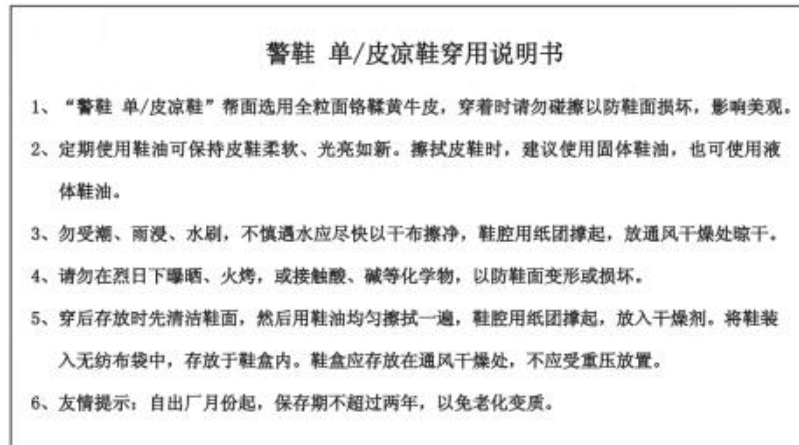 警鞋 单/皮凉鞋穿用说明书
1、“警鞋 单/皮凉鞋”帮面选用全粒面铬鞣黄牛皮，穿着时请勿碰擦以防鞋面损坏，影响美观。
2、定期使用鞋油可保持皮鞋柔软、光亮如新。擦拭皮鞋时，建议使用固体鞋油，也可使用液
体鞋油。
3、勿受潮、雨浸、水刷，不慎遇水应尽快以干布擦净，鞋腔用纸团撑起，放通风干燥处晾干。
4、请勿在烈日下曝晒、火烤，或接触酸、碱等化学物，以防鞋面变形或损坏。
5、穿后存放时先清洁鞋面，然后用鞋油均匀擦拭一遍，鞋腔用纸团撑起，放入干燥剂。将鞋装
入无纺布袋中，存放于鞋盒内。鞋盒应存放在通风干燥处，不应受重压放置。
6、友情提示：自出厂月份起，保存期不超过两年，以免老化变质。